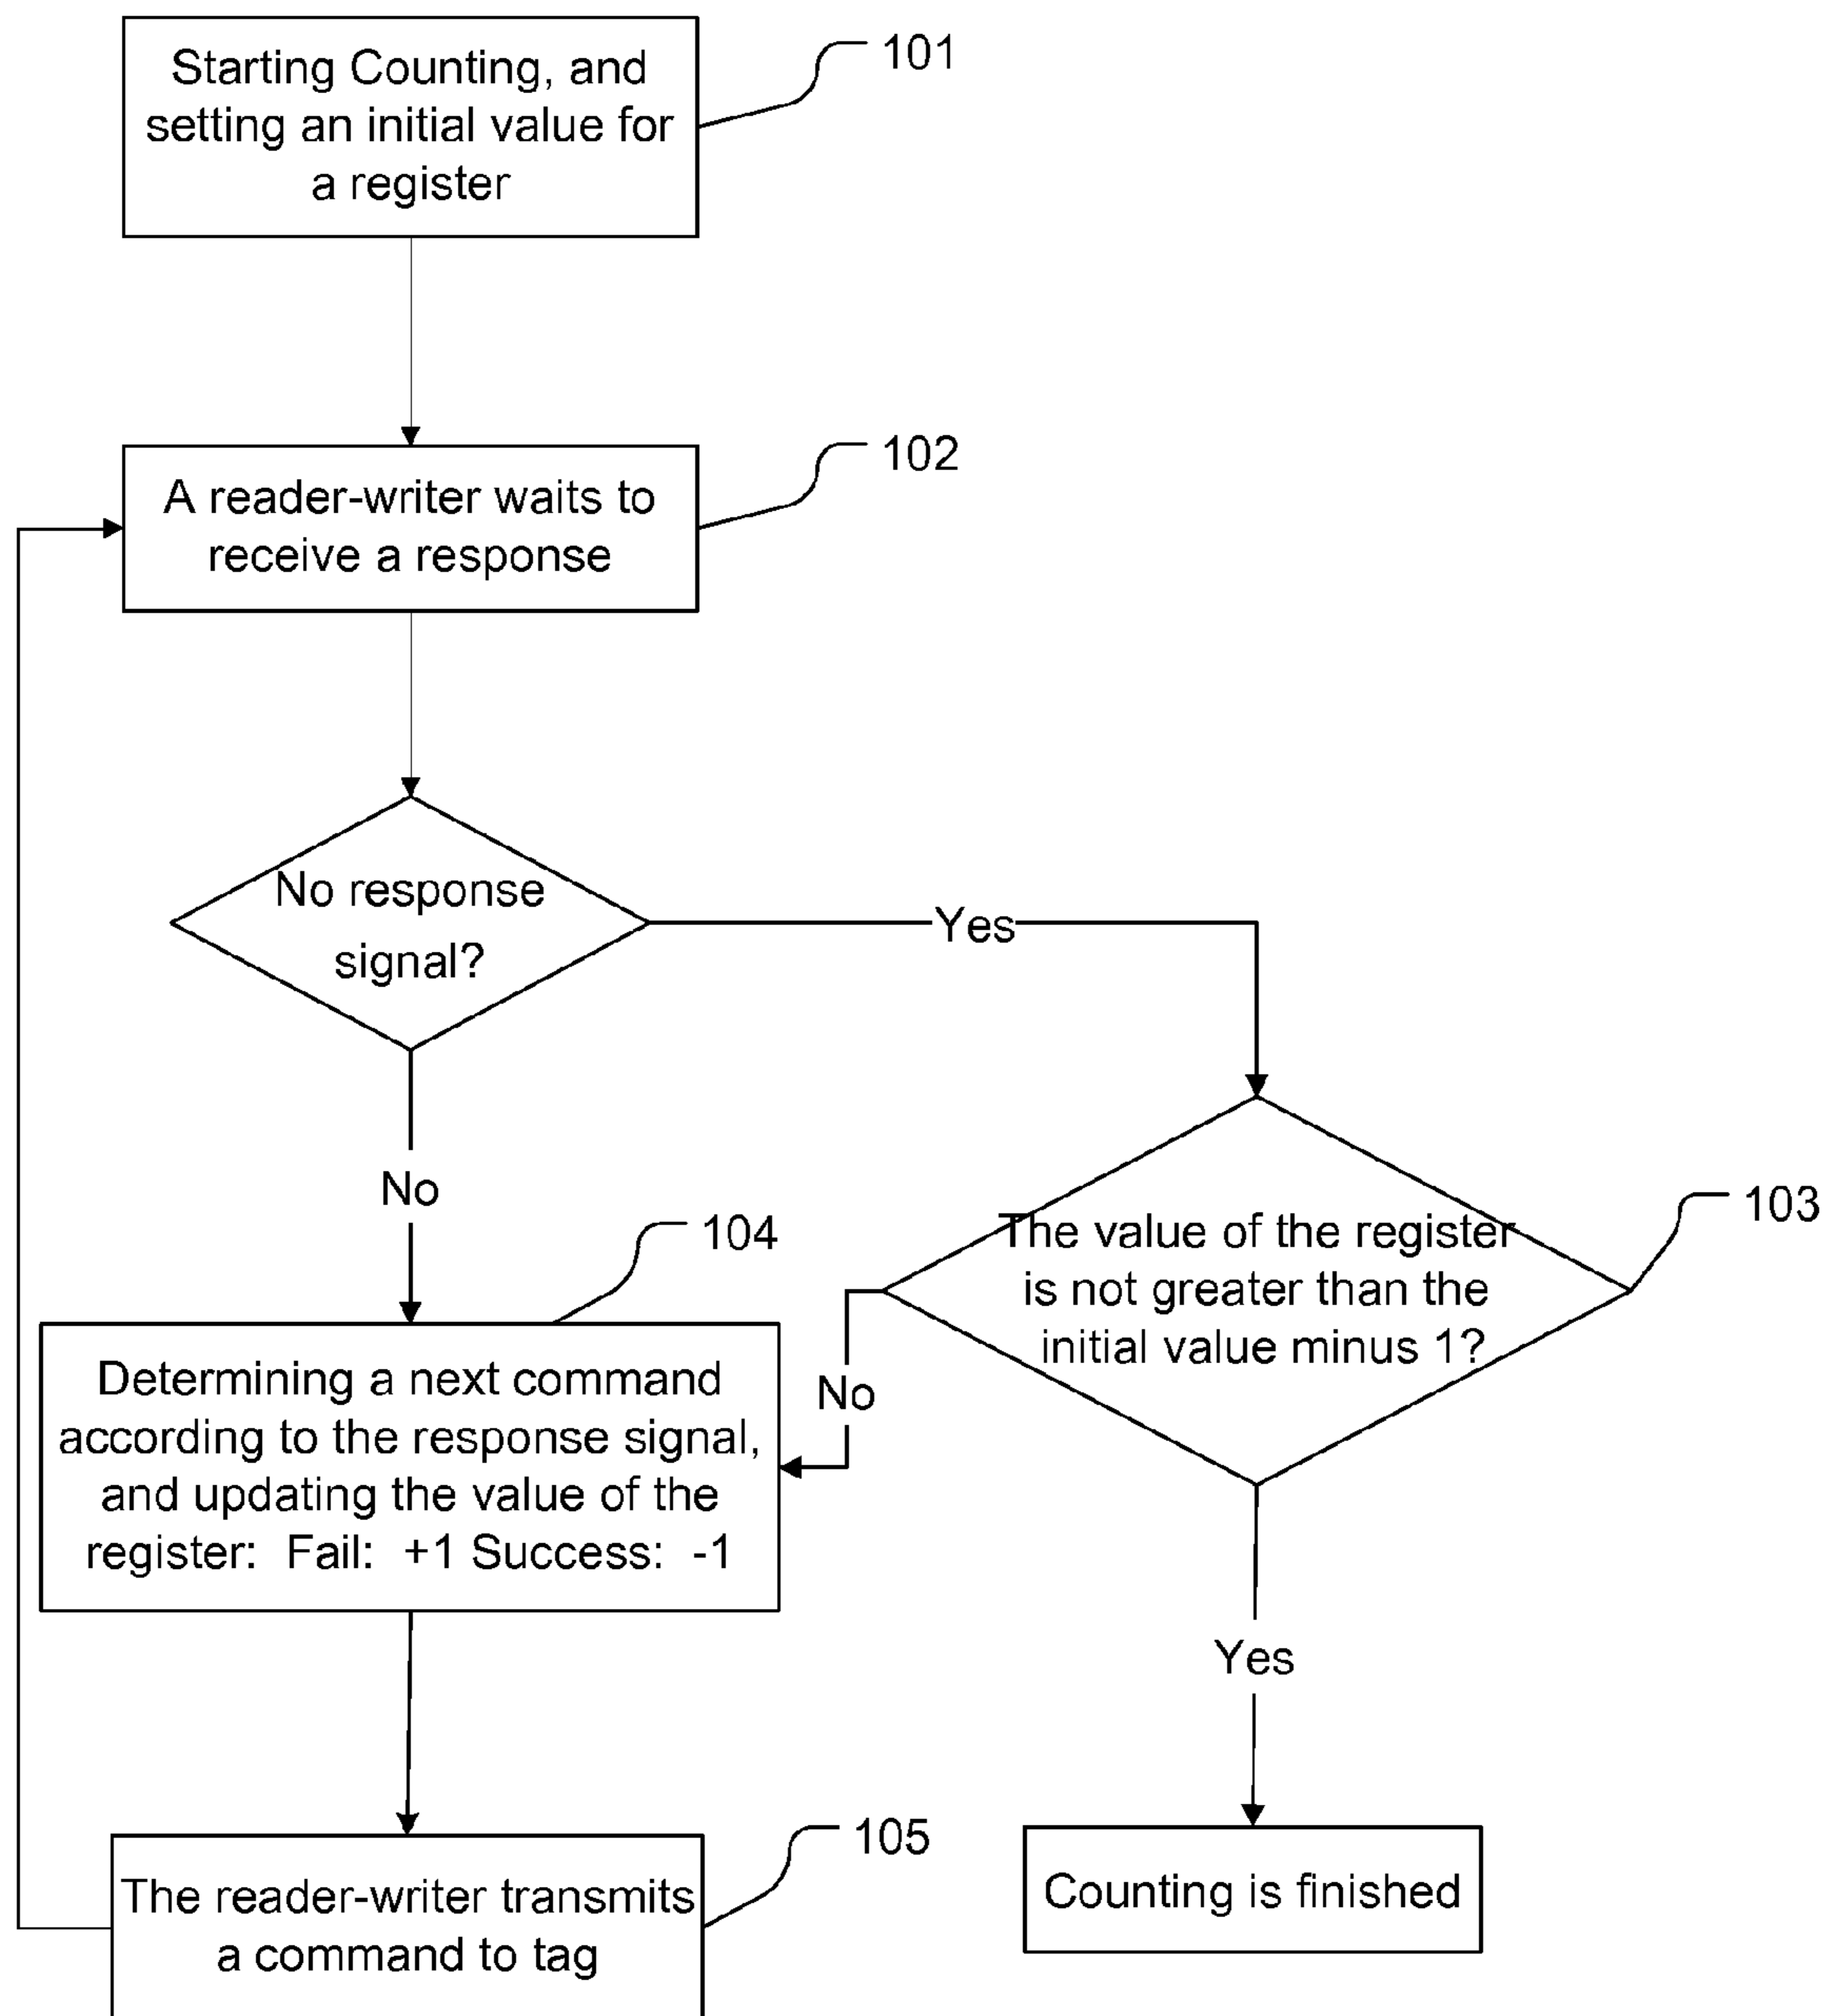 Starting Counting, and
setting an initial value for
a register
101
A reader-writer waits to
receive a response
102
No response
signal?
Yes
No
The value of the register
is not greater than the
initial value minus 1?
103
No
104
Determining a next command
according to the response signal,
and updating the value of the
register: Fail: +1 Success: -1
Yes
The reader-writer transmits
a command to tag
105
Counting is finished